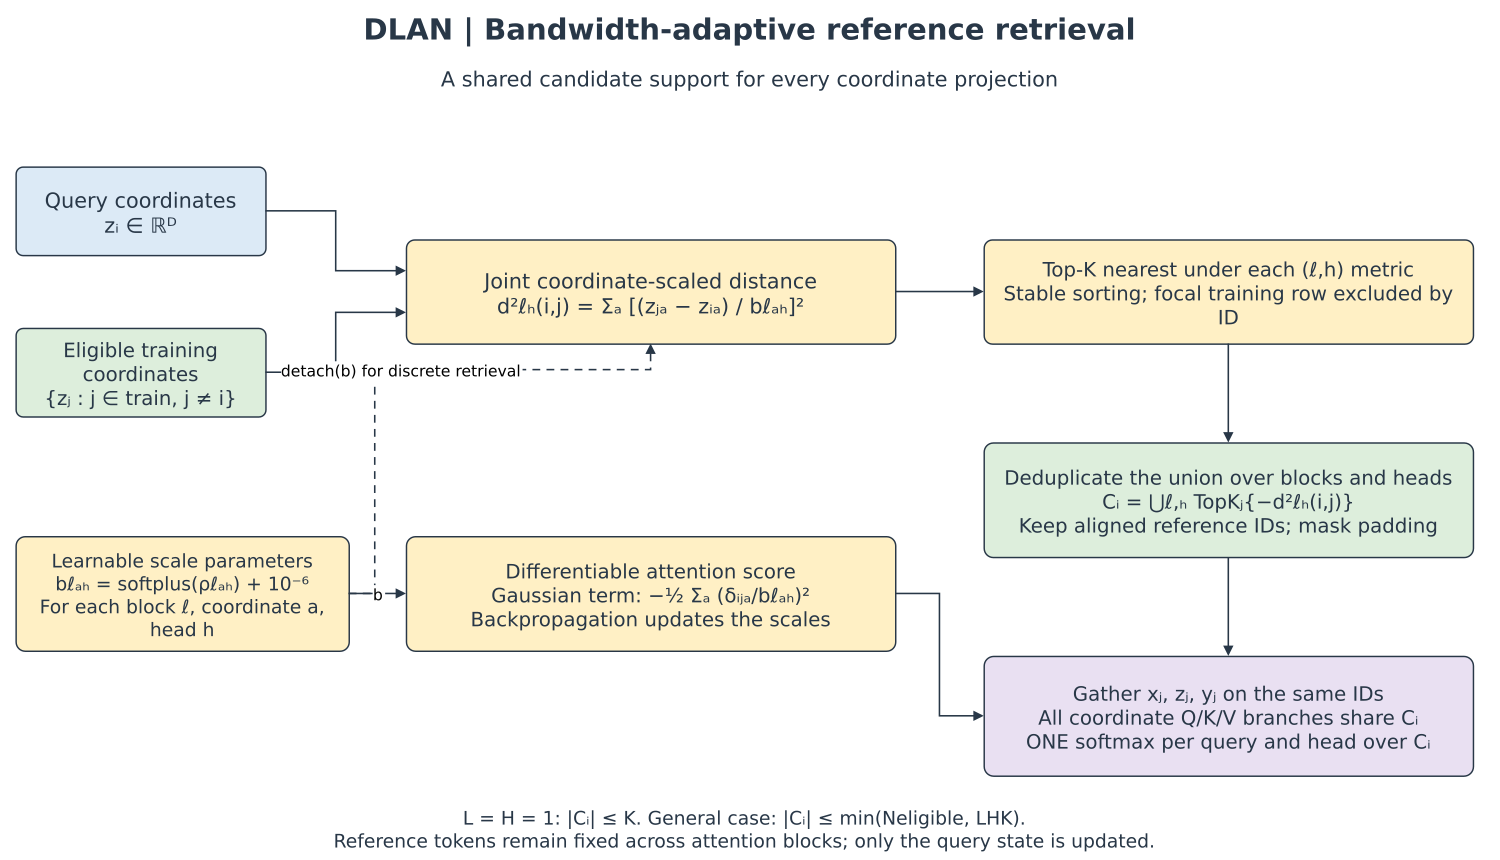 DLAN | Bandwidth-adaptive reference retrieval
A shared candidate support for every coordinate projection
Query coordinates
zᵢ ∈ ℝᴰ
Eligible training
coordinates
{zⱼ : j ∈ train, j ≠ i}
Joint coordinate-scaled distance
d²ℓₕ(i,j) = Σₐ [(zⱼₐ − zᵢₐ) / bℓₐₕ]²
detach(b) for discrete retrieval
Top-K nearest under each (ℓ,h) metric
Stable sorting; focal training row excluded by
ID
Deduplicate the union over blocks and heads
Cᵢ = ⋃ℓ,ₕ TopKⱼ{−d²ℓₕ(i,j)}
Keep aligned reference IDs; mask padding
Learnable scale parameters
bℓₐₕ = softplus(ρℓₐₕ) + 10⁻⁶
For each block ℓ, coordinate a,
head h
b
Differentiable attention score
Gaussian term: −½ Σₐ (δᵢⱼₐ/bℓₐₕ)²
Backpropagation updates the scales
Gather xⱼ, zⱼ, yⱼ on the same IDs
All coordinate Q/K/V branches share Cᵢ
ONE softmax per query and head over Cᵢ
L = H = 1: |Cᵢ| ≤ K. General case: |Cᵢ| ≤ min(Neligible, LHK).
Reference tokens remain fixed across attention blocks; only the query state is updated.